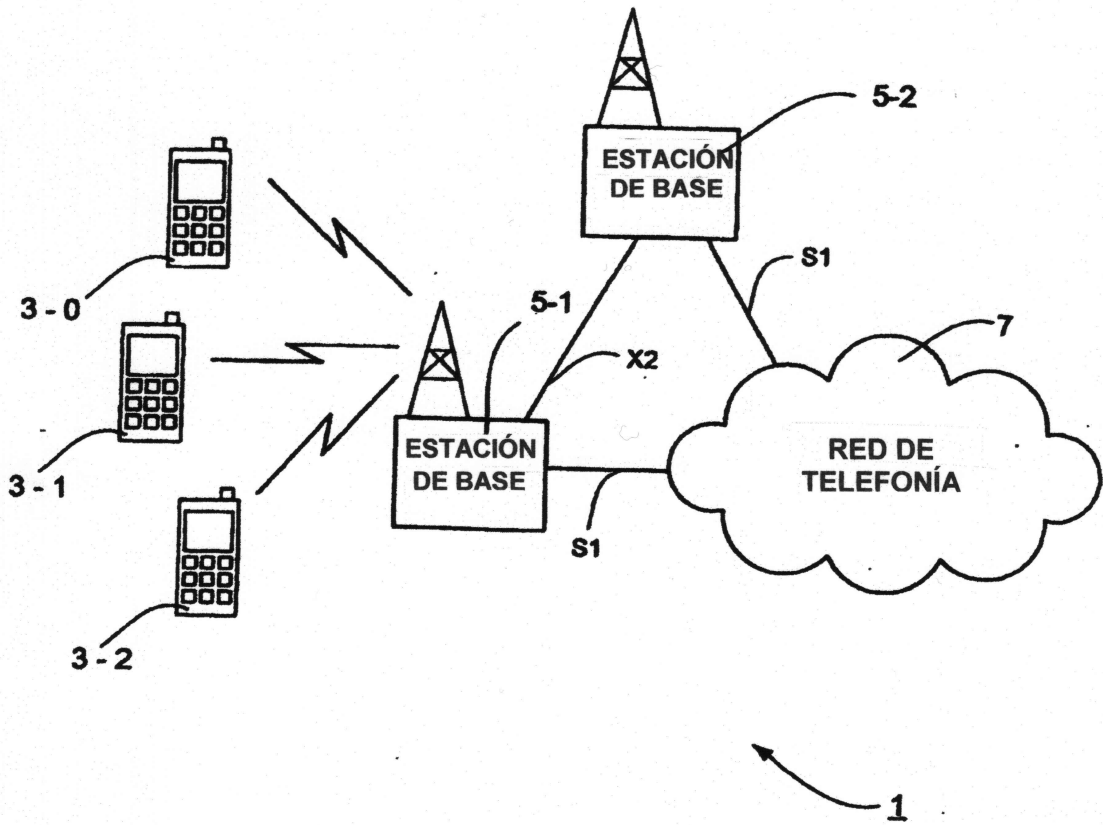 5-2
ESTACIÓN
DE BASE
S1
3 - 0
5-1
7
X2
3 - 1
ESTACIÓN
DE BASE
RED DE
TELEFONÍA
S1
3 - 2
1